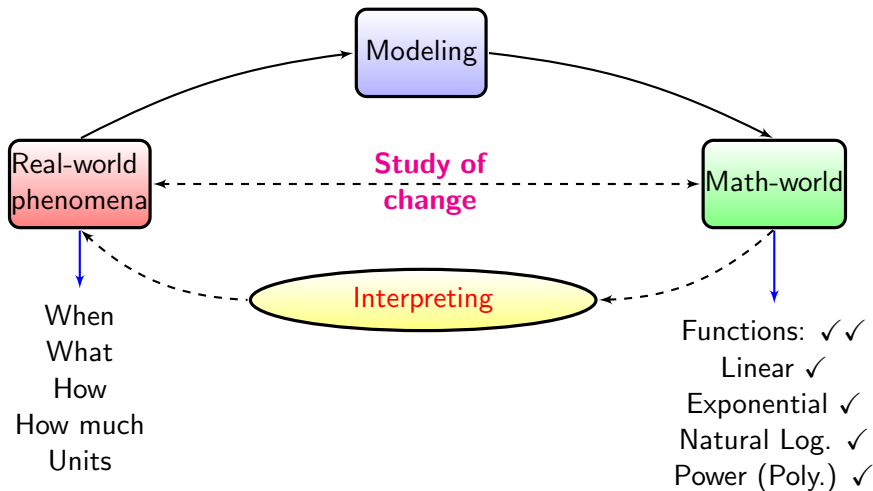 Modeling
Real-world
phenomena
Study of
change
Math-world
Interpreting
When
What
How
How much
Units
Functions: ✓✓
Linear ✓
Exponential ✓
Natural Log. ✓
Power (Poly.) ✓